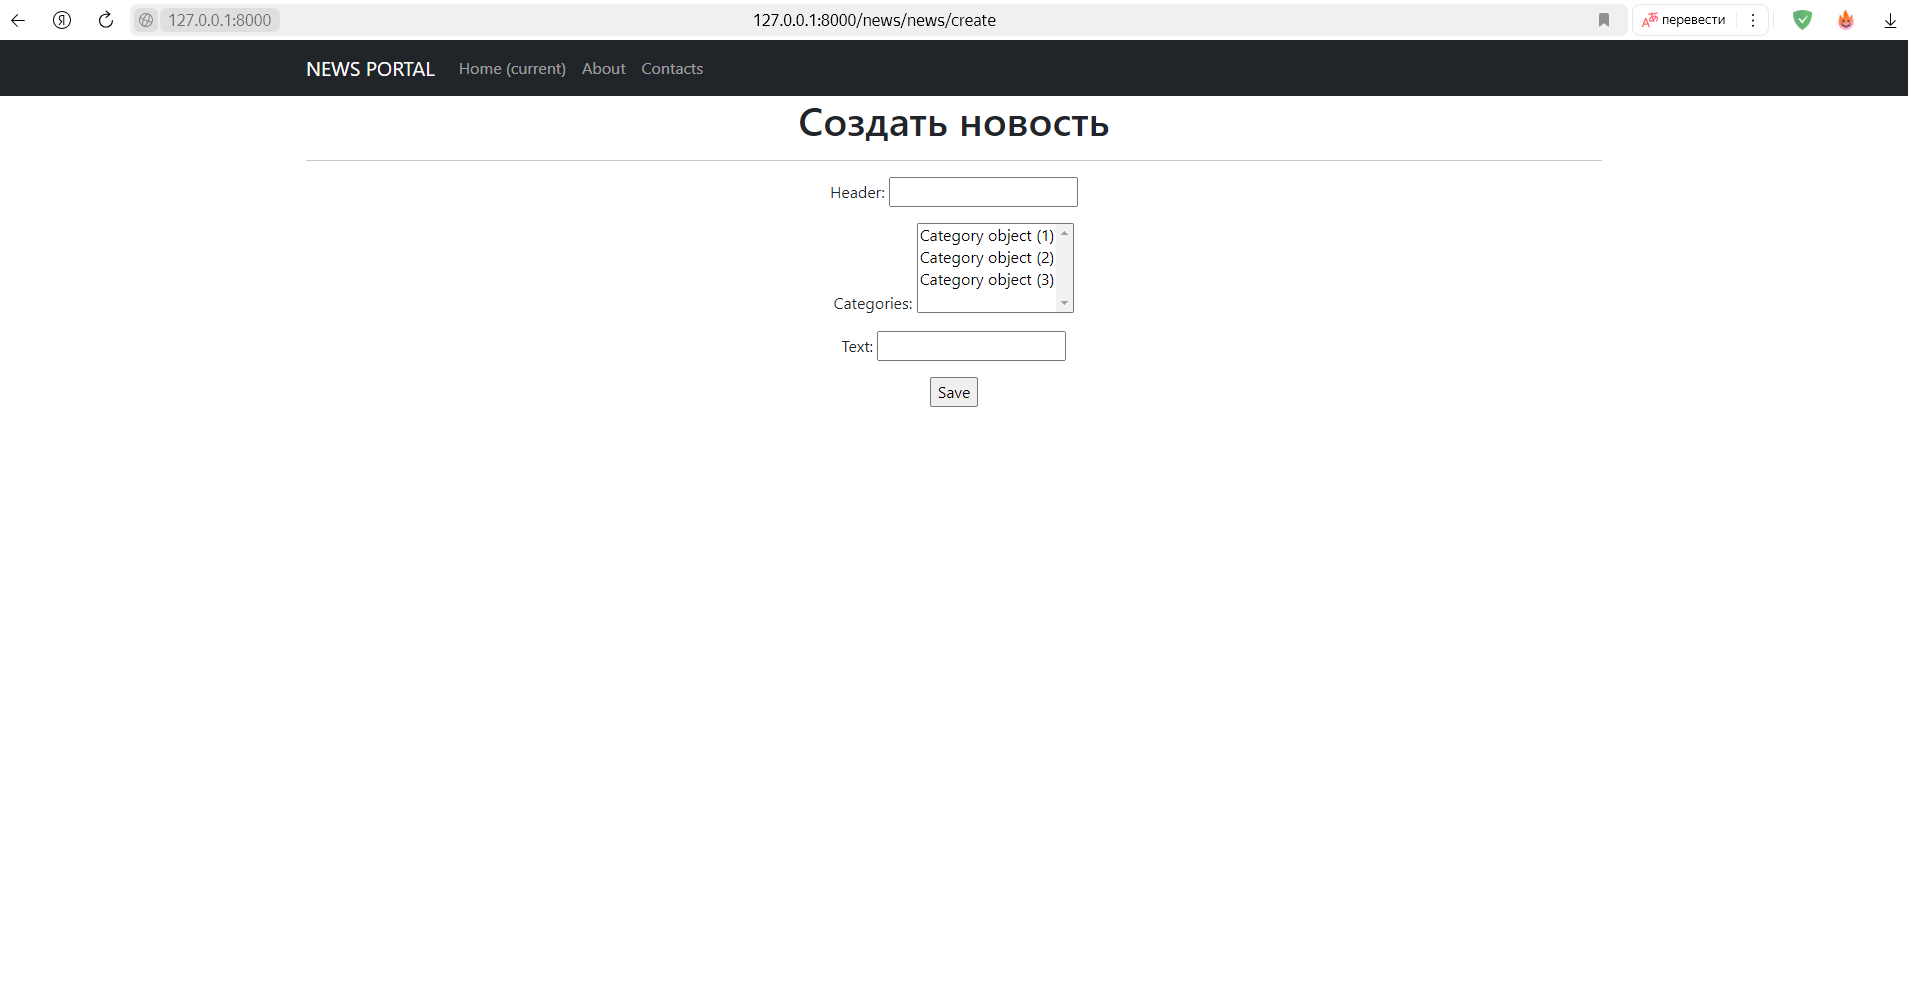 127.0.0.1:8000
127.0.0.1:8000/news/news/create
перевести
NEWS PORTAL Home (current) About Contacts
Создать новость
Header:
Category object (1)
Category object (2)
Category object (3)
Categories:
Text:
Save